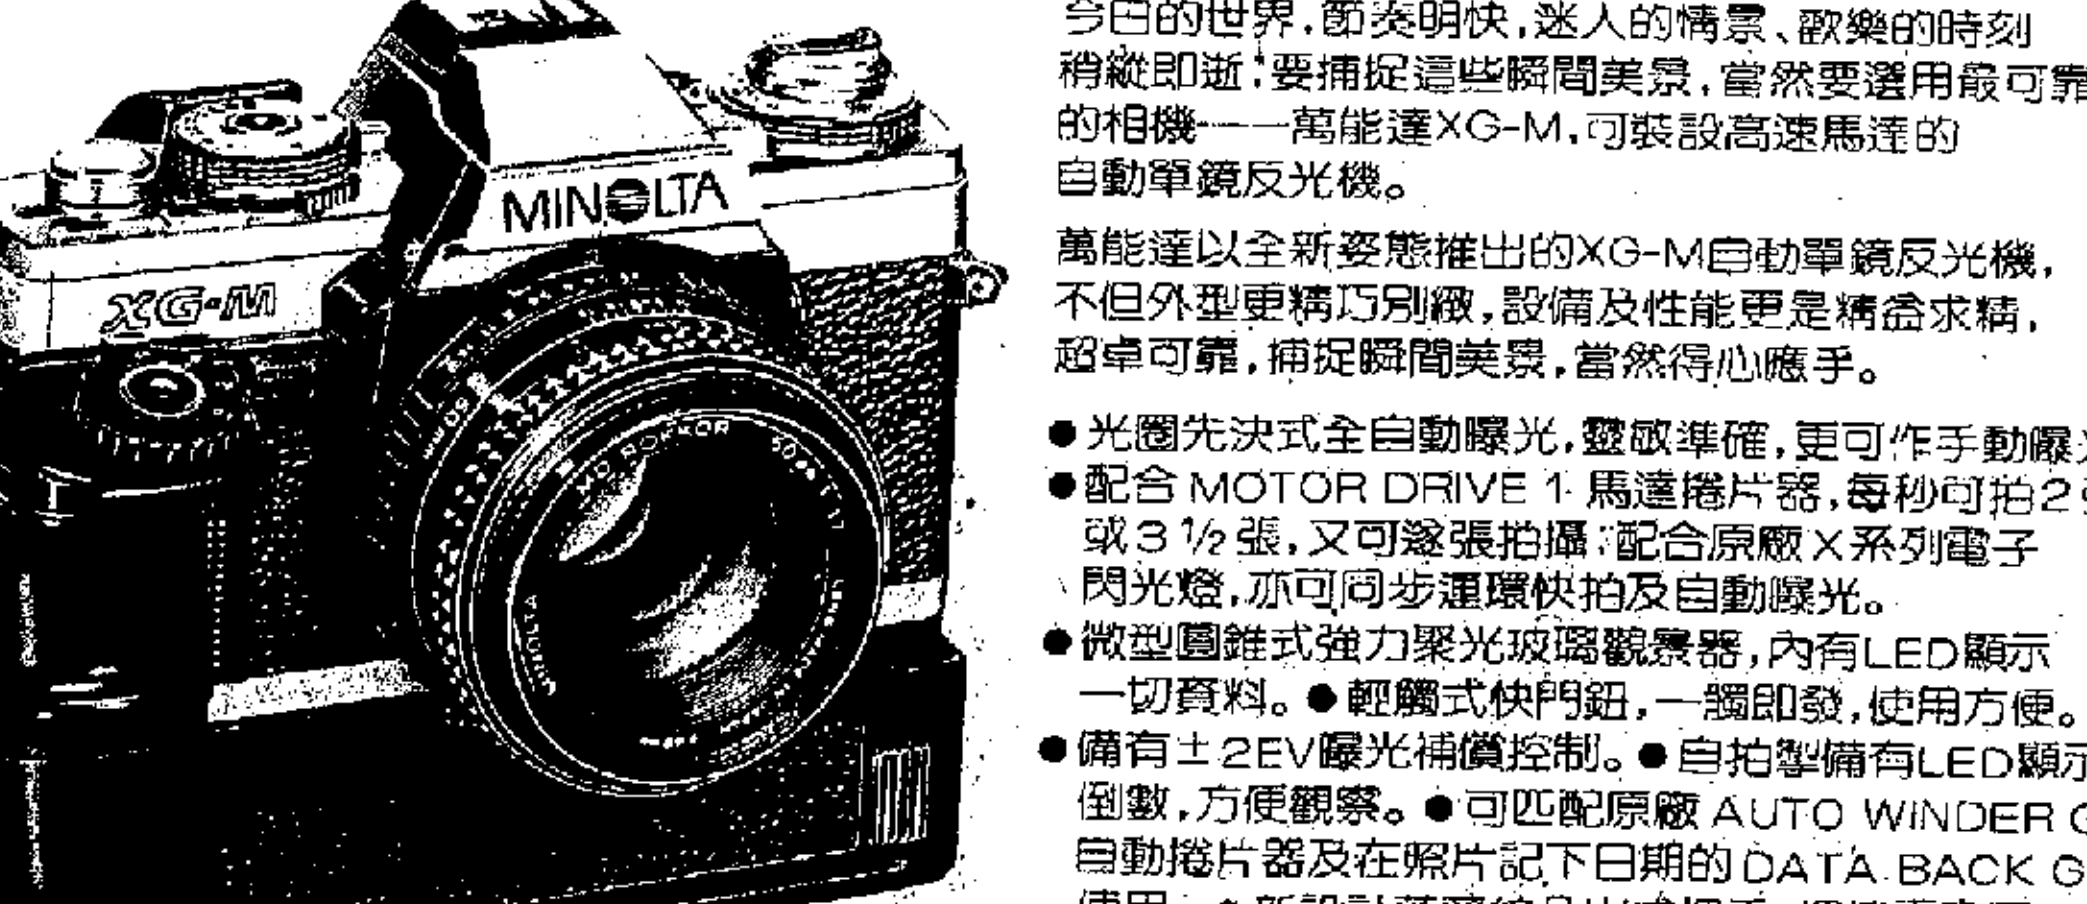 MINOLTA
XG-M
MD ROKKOR 50mm
今日的世界,節奏明快,迷人的情景、歡樂的時刻
稍縱即逝;要捕捉這些瞬間美景,當然要選用最可靠
的相機——萬能達XG-M,可裝設高速馬達的
自動單鏡反光機。
萬能達以全新姿態推出的XG-M自動單鏡反光機,
不但外型更精巧別緻,設備及性能更是精益求精,
超卓可靠,捕捉瞬間美景,當然得心應手。
●光圈先決式全自動曝光,靈敏準確,更可作手動曝光
●配合 MOTOR DRIVE 1 馬達捲片器,每秒可拍2
或3½張,又可逐張拍攝;配合原廠X系列電子
閃光燈,亦可同步連環快拍及自動曝光。
●微型圓錐式強力聚光玻璃觀景器,內有LED顯示
一切資料。●輕觸式快門鈕,一觸即發,使用方便。
●備有±2EV曝光補償控制。●自拍掣備有LED顯示
倒數,方便觀察。●可匹配原廠 AUTO WINDER G
自動捲片器及在照片記下日期的DATA BACK G
使用。●新設計